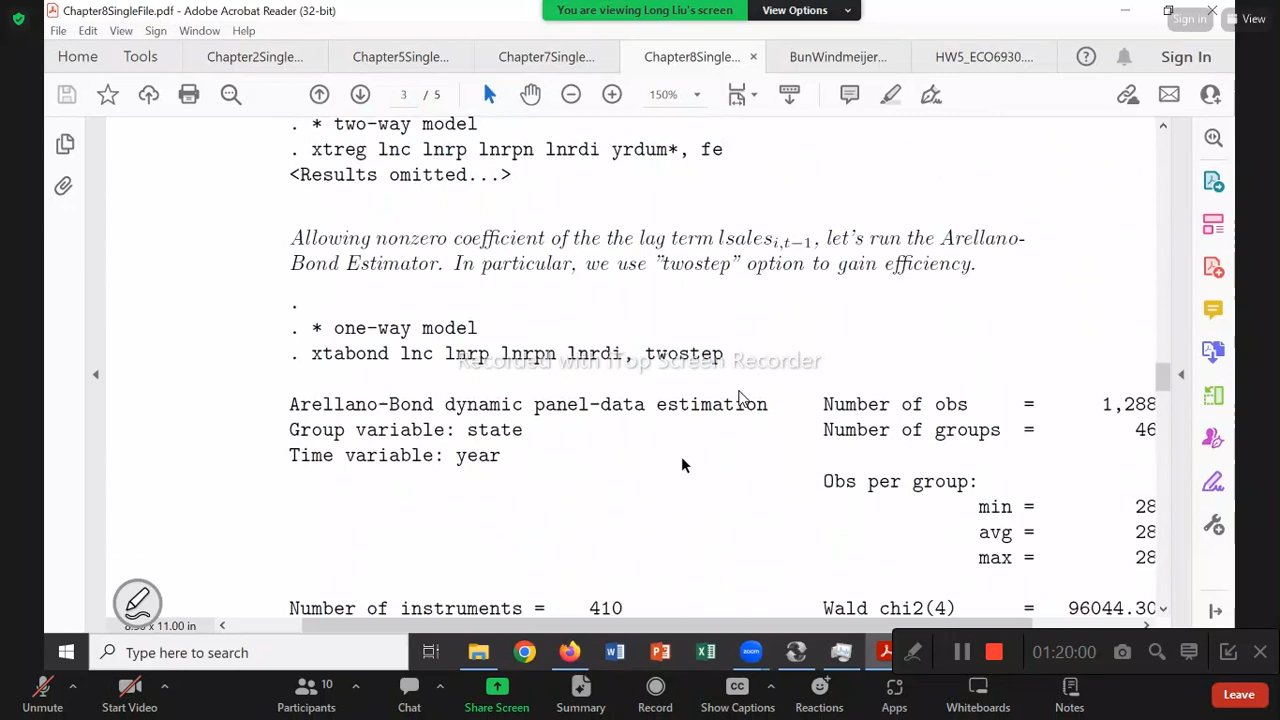 Chapter8SingleFile.pdf - Adobe Acrobat Reader (32-bit)
You are viewing Long Liu's screen
View Options
File Edit View Sign Window Help
Sign in
View
Home Tools Chapter2Single... Chapter5Single... Chapter7Single... Chapter8Single... BunWindmeijer... HW5_ECO6930.... Sign In
3 / 5 150%
. * two-way model
. xtreg lnc lnrp lnrpn lnrdi yrdum*, fe
<Results omitted...>
Allowing nonzero coefficient of the the lag term lsales_{i,t−1}, let's run the Arellano-
Bond Estimator. In particular, we use "twostep" option to gain efficiency.
.
. * one-way model
. xtabond lnc lnrp lnrpn lnrdi, twostep
Recorded with iTop Screen Recorder
Arellano-Bond dynamic panel-data estimation Number of obs = 1,288
Group variable: state Number of groups = 46
Time variable: year
Obs per group:
min = 28
avg = 28
max = 28
Number of instruments = 410 Wald chi2(4) = 96044.30
8.50 x 11.00 in
Type here to search
01:20:00
Unmute Start Video Participants 10 Chat Share Screen Summary Record Show Captions Reactions Apps Whiteboards Notes Leave